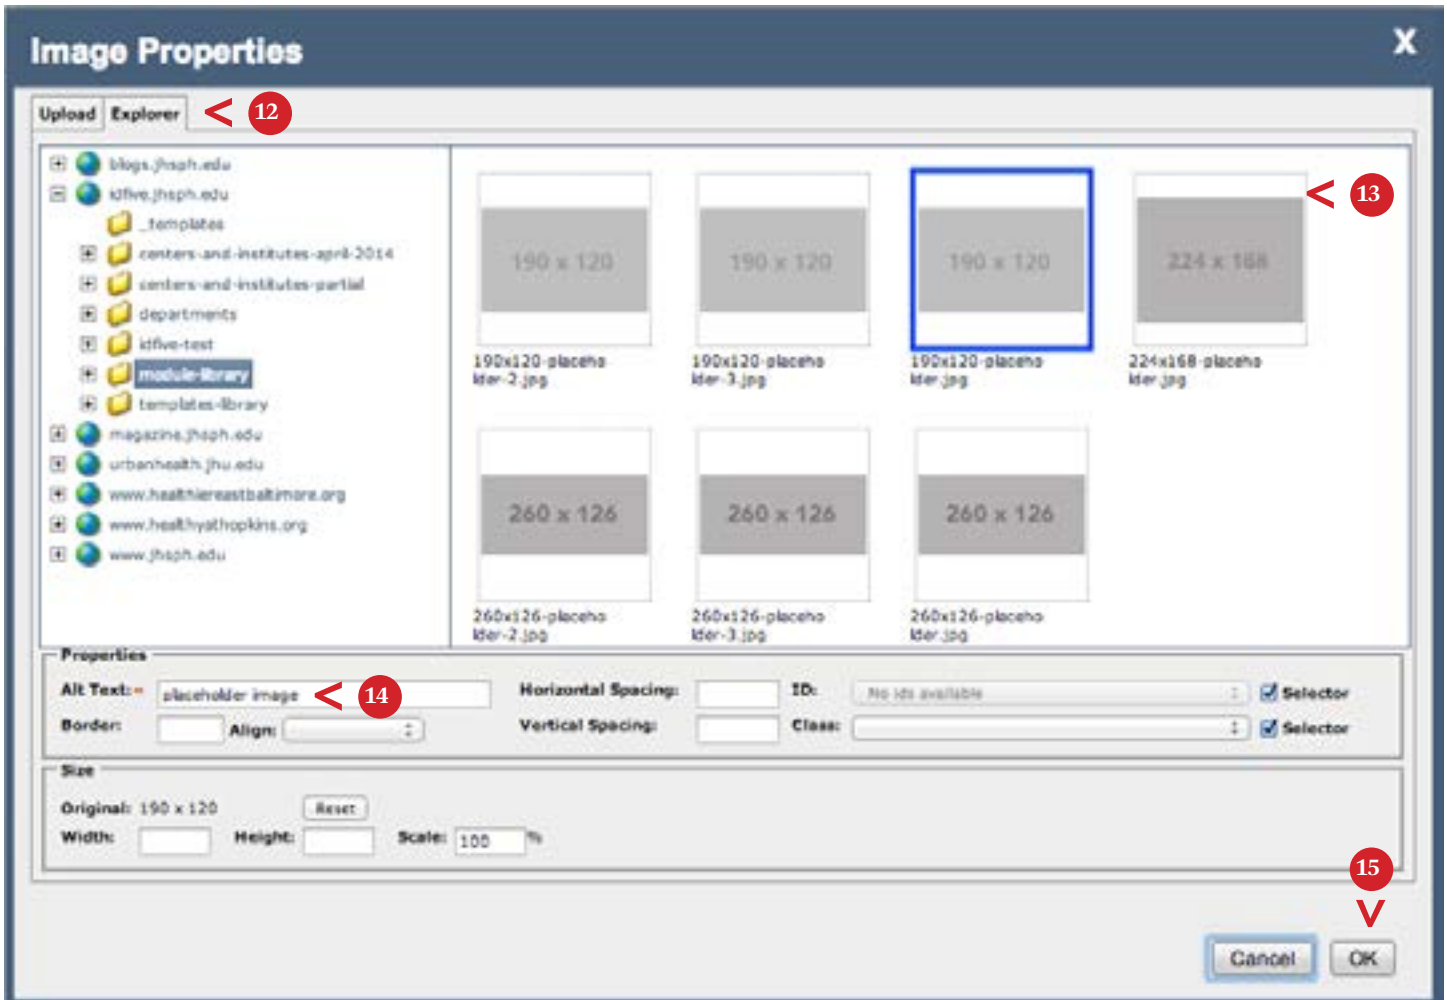 Image Properties X
Upload Explorer < 12
blogs.jhsph.edu
idfive.jhsph.edu
_templates
centers-and-institutes-april-2014
centers-and-institutes-partial
departments
idfive-test
module-library
templates-library
magazine.jhsph.edu
urbanhealth.jhu.edu
www.healthiereastbaltimore.org
www.healthyathopkins.org
www.jhsph.edu
190 x 120 190 x 120 190 x 120 224 x 168 < 13
190x120-placeho 190x120-placeho 190x120-placeho 224x168-placeho
lder-2.jpg lder-3.jpg lder.jpg lder.jpg
260 x 126 260 x 126 260 x 126
260x126-placeho 260x126-placeho 260x126-placeho
lder-2.jpg lder-3.jpg lder.jpg
Properties
Alt Text:* placeholder image < 14 Horizontal Spacing: ID: No ids available Selector
Border: Align: Vertical Spacing: Class: Selector
Size
Original: 190 x 120 Reset
Width: Height: Scale: 100 %
15
V
Cancel OK